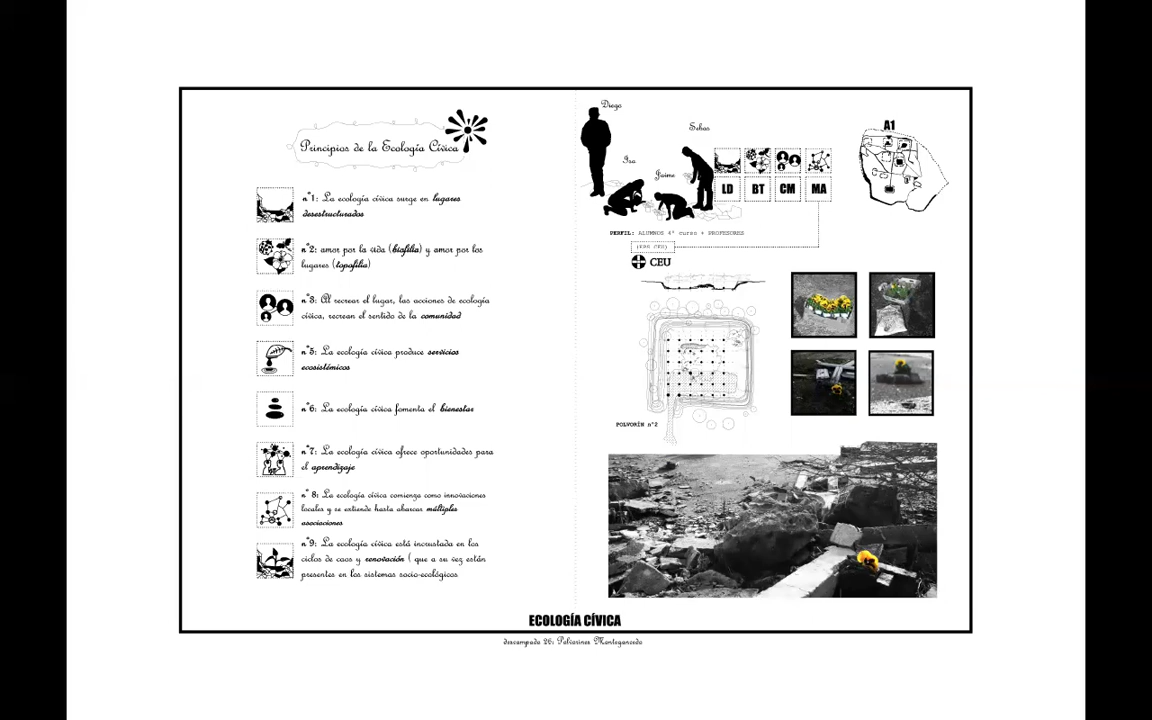 Principios de la Ecología Cívica
nº1: La ecología cívica surge en lugares
desestructurados
nº2: amor por la vida (biofilia) y amor por los
lugares (topofilia)
nº3: Al recrear el lugar, las acciones de ecología
cívica, recrean el sentido de la comunidad
nº5: La ecología cívica produce servicios
ecosistémicos
nº6: La ecología cívica fomenta el bienestar
nº7: La ecología cívica ofrece oportunidades para
el aprendizaje
nº 8: La ecología cívica comienza como innovaciones
locales y se extiende hasta abarcar múltiples
asociaciones
nº9: La ecología cívica está incrustada en los
ciclos de caos y renovación ( que a su vez están
presentes en los sistemas socio-ecológicos
Diego
Sebas
Isa
Jaime
A1
LD BT CM MA
PERFIL: ALUMNOS 4º curso + PROFESORES
CEU
POLVORÍN nº2
ECOLOGÍA CÍVICA
descampado 26: Polvorines Montegancedo